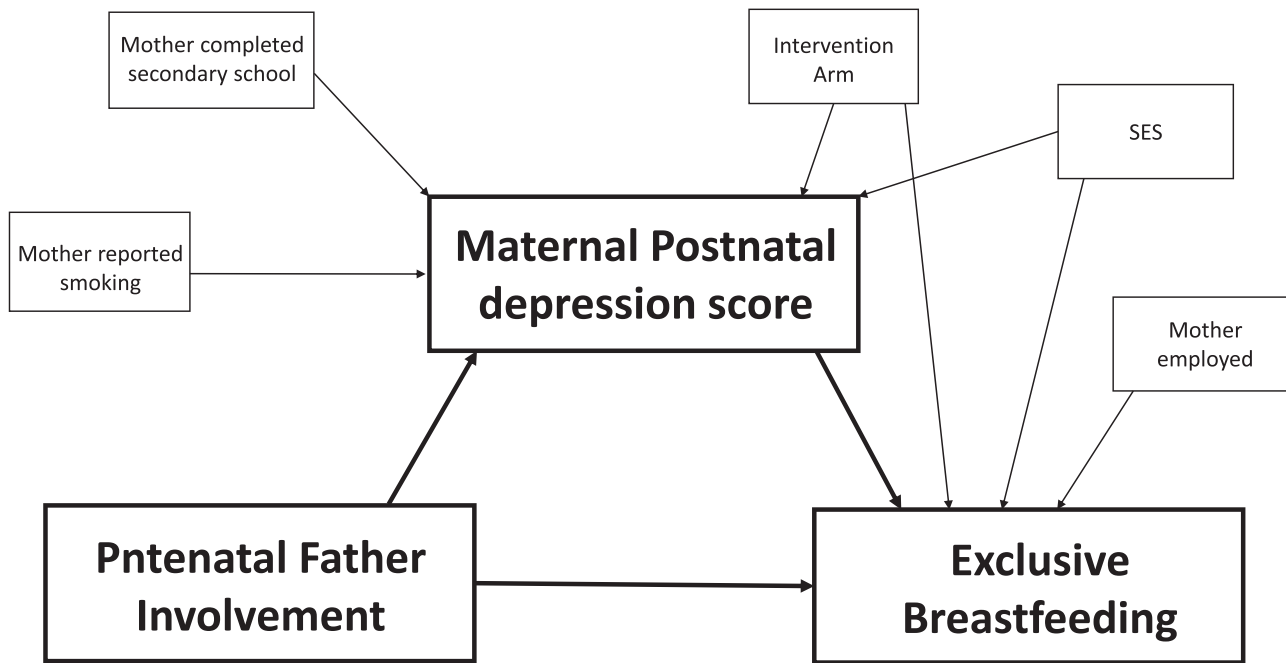 Mother completed
secondary school
Intervention
Arm
SES
Mother reported
smoking
Maternal Postnatal
depression score
Mother
employed
Pntenatal Father
Involvement
Exclusive
Breastfeeding